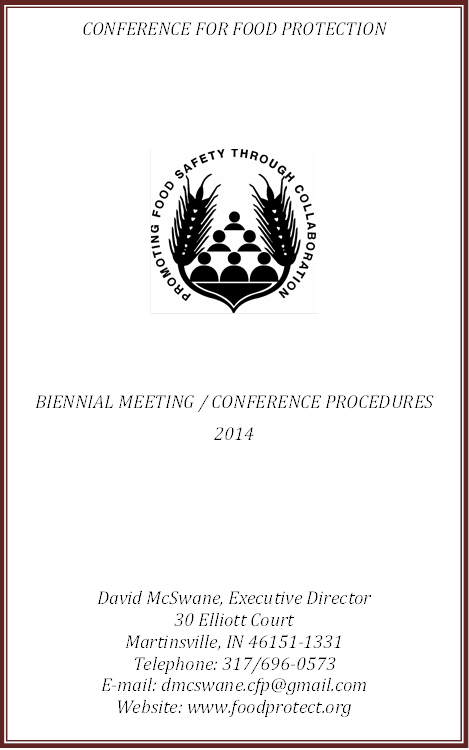 CONFERENCE FOR FOOD PROTECTION
PROMOTING FOOD SAFETY THROUGH COLLABORATION
BIENNIAL MEETING / CONFERENCE PROCEDURES
2014
David McSwane, Executive Director
30 Elliott Court
Martinsville, IN 46151-1331
Telephone: 317/696-0573
E-mail: dmcswane.cfp@gmail.com
Website: www.foodprotect.org